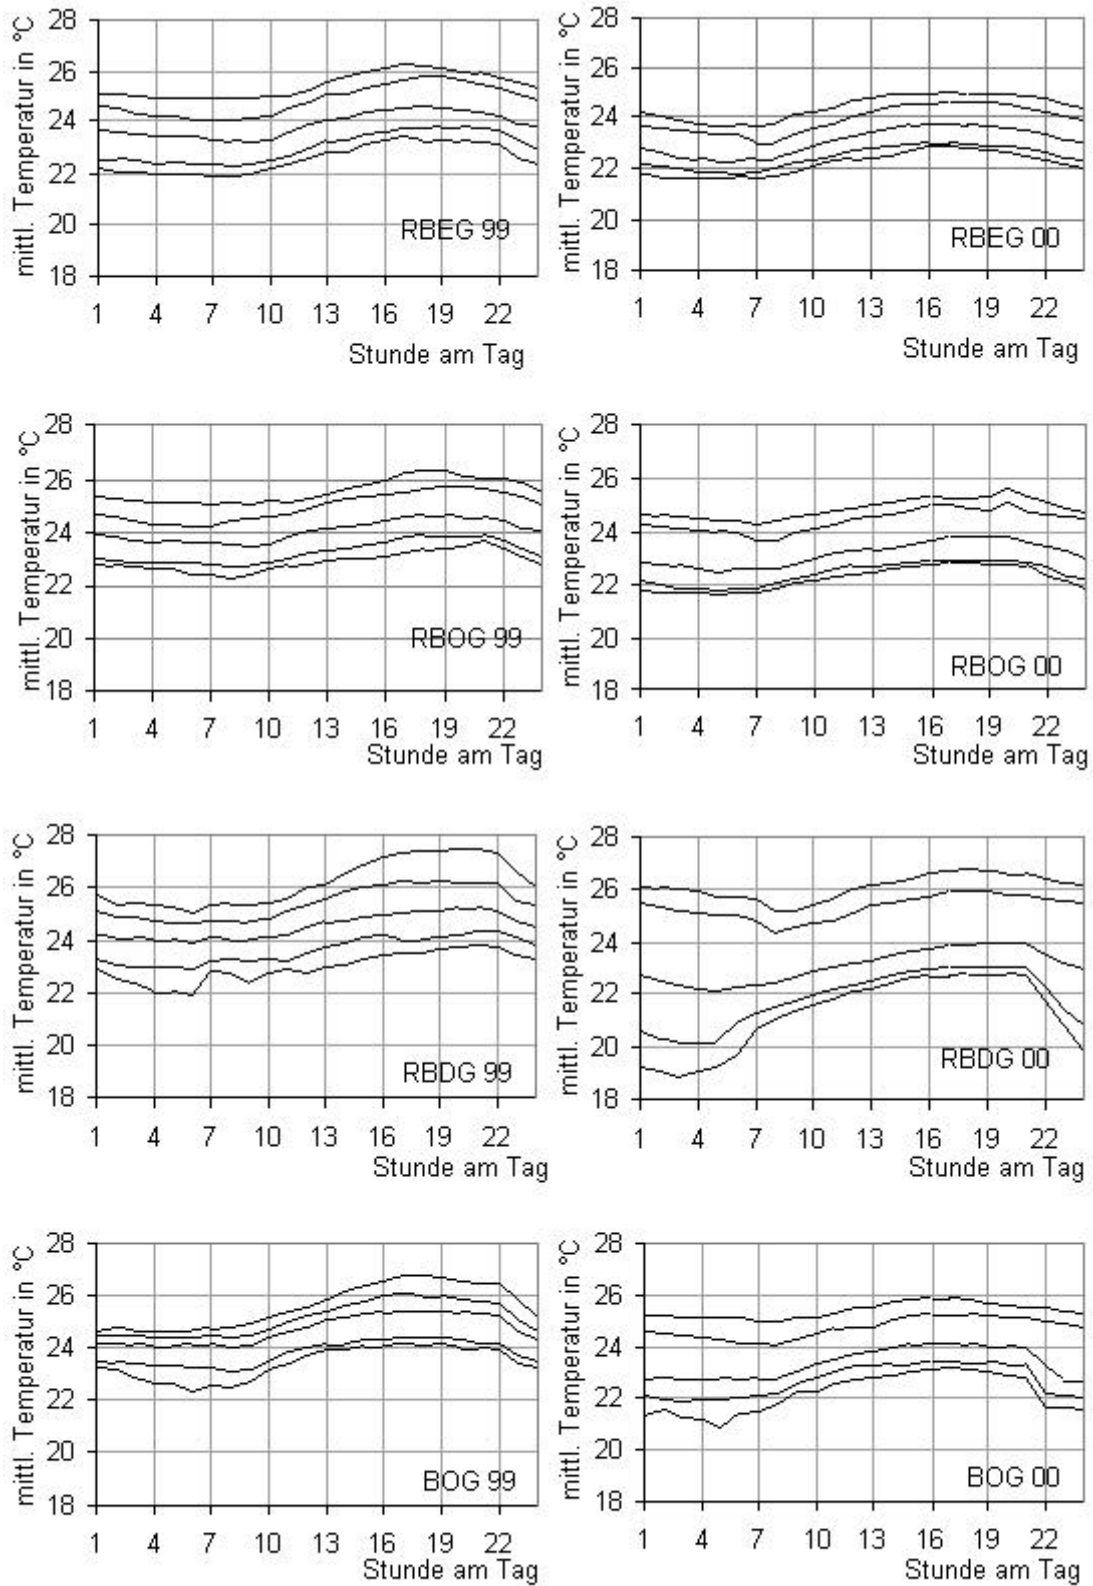 28
26
24
22
20
18
mittl. Temperatur in °C
RBEG 99
1 4 7 10 13 16 19 22
Stunde am Tag
28
26
24
22
20
18
mittl. Temperatur in °C
RBEG 00
1 4 7 10 13 16 19 22
Stunde am Tag
28
26
24
22
20
18
mittl. Temperatur in °C
RBOG 99
1 4 7 10 13 16 19 22
Stunde am Tag
28
26
24
22
20
18
mittl. Temperatur in °C
RBOG 00
1 4 7 10 13 16 19 22
Stunde am Tag
28
26
24
22
20
18
mittl. Temperatur in °C
RBDG 99
1 4 7 10 13 16 19 22
Stunde am Tag
28
26
24
22
20
18
mittl. Temperatur in °C
RBDG 00
1 4 7 10 13 16 19 22
Stunde am Tag
28
26
24
22
20
18
mittl. Temperatur in °C
BOG 99
1 4 7 10 13 16 19 22
Stunde am Tag
28
26
24
22
20
18
mittl. Temperatur in °C
BOG 00
1 4 7 10 13 16 19 22
Stunde am Tag